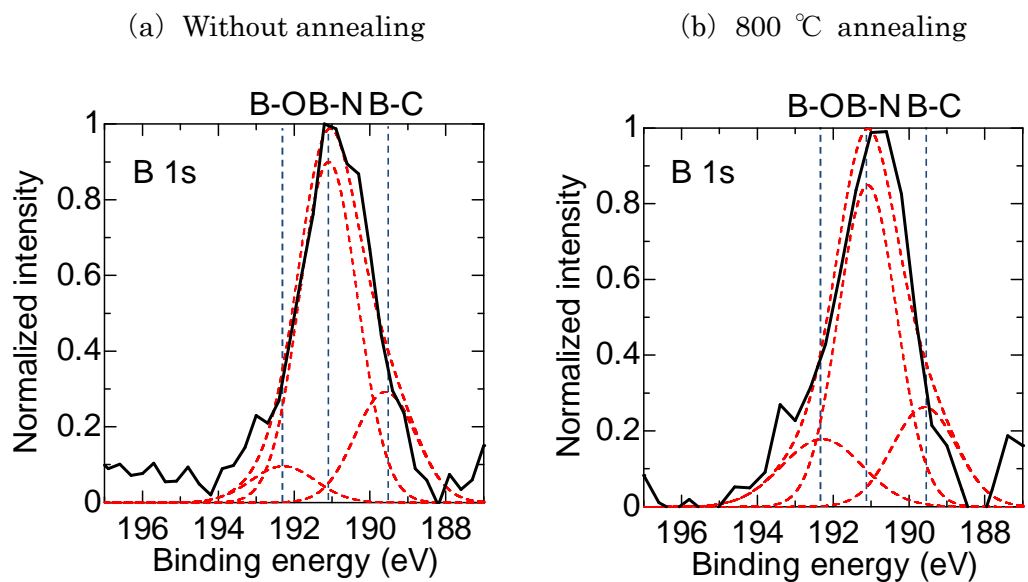 (a) Without annealing
(b) 800 ℃ annealing
B-O B-N B-C
B 1s
Normalized intensity
1
0.8
0.6
0.4
0.2
0
196 194 192 190 188
Binding energy (eV)
B-O B-N B-C
B 1s
Normalized intensity
1
0.8
0.6
0.4
0.2
0
196 194 192 190 188
Binding energy (eV)